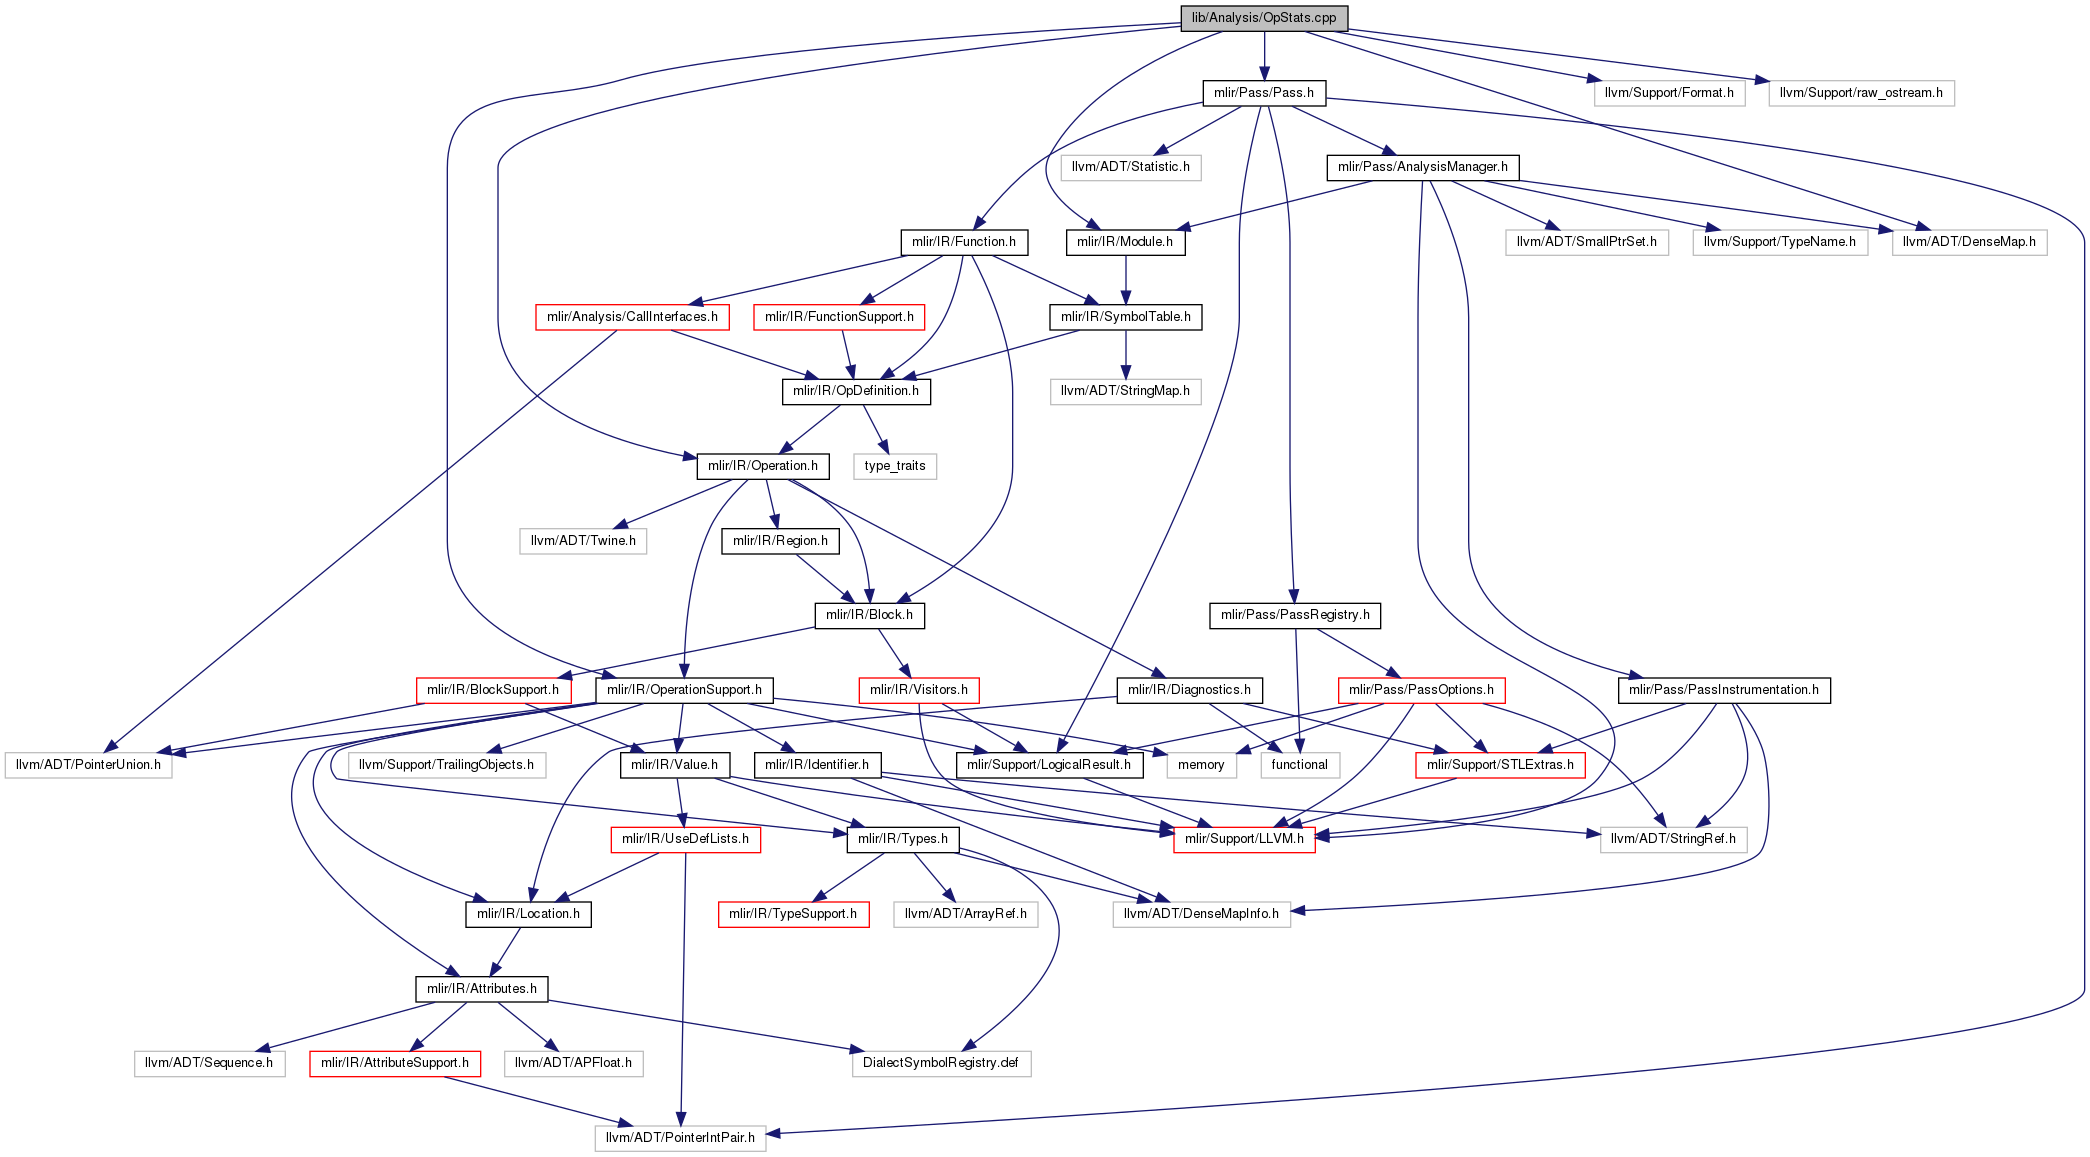 lib/Analysis/OpStats.cpp
mlir/Pass/Pass.h
llvm/Support/Format.h
llvm/Support/raw_ostream.h
llvm/ADT/Statistic.h
mlir/Pass/AnalysisManager.h
mlir/IR/Function.h
mlir/IR/Module.h
llvm/ADT/SmallPtrSet.h
llvm/Support/TypeName.h
llvm/ADT/DenseMap.h
mlir/Analysis/CallInterfaces.h
mlir/IR/FunctionSupport.h
mlir/IR/SymbolTable.h
mlir/IR/OpDefinition.h
llvm/ADT/StringMap.h
mlir/IR/Operation.h
type_traits
llvm/ADT/Twine.h
mlir/IR/Region.h
mlir/IR/Block.h
mlir/Pass/PassRegistry.h
mlir/IR/BlockSupport.h
mlir/IR/OperationSupport.h
mlir/IR/Visitors.h
mlir/IR/Diagnostics.h
mlir/Pass/PassOptions.h
mlir/Pass/PassInstrumentation.h
llvm/ADT/PointerUnion.h
llvm/Support/TrailingObjects.h
mlir/IR/Value.h
mlir/IR/Identifier.h
mlir/Support/LogicalResult.h
memory
functional
mlir/Support/STLExtras.h
mlir/IR/UseDefLists.h
mlir/IR/Types.h
mlir/Support/LLVM.h
llvm/ADT/StringRef.h
mlir/IR/Location.h
mlir/IR/TypeSupport.h
llvm/ADT/ArrayRef.h
llvm/ADT/DenseMapInfo.h
mlir/IR/Attributes.h
llvm/ADT/Sequence.h
mlir/IR/AttributeSupport.h
llvm/ADT/APFloat.h
DialectSymbolRegistry.def
llvm/ADT/PointerIntPair.h